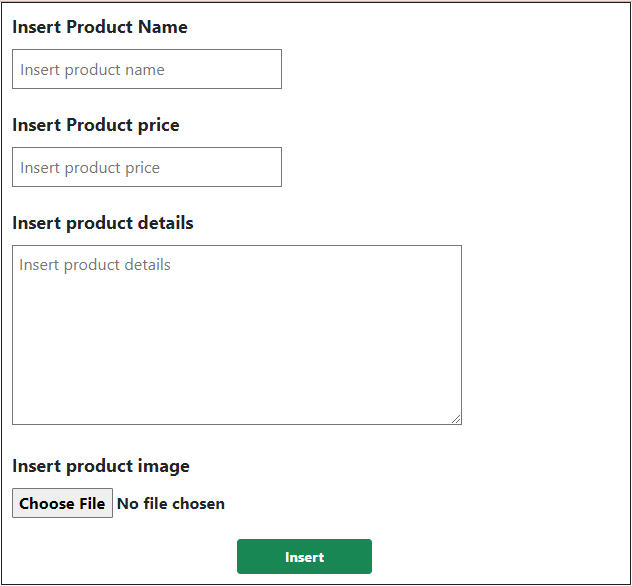 Insert Product Name
Insert product name
Insert Product price
Insert product price
Insert product details
Insert product details
Insert product image
Choose File No file chosen
Insert